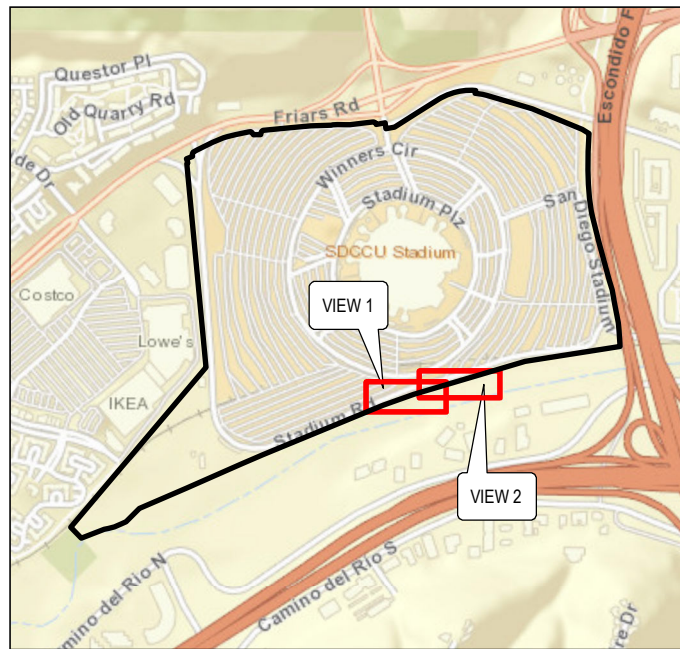 Questor Pl
Old Quarry Rd
Friars Rd
Escondido F
Winners Cir
Stadium Plz
San Diego Stadium
SDCCU Stadium
de Dr
Costco
VIEW 1
Lowe's
IKEA
Stadium Rd
VIEW 2
mino del Rio N
Camino del Rio S
re Dr